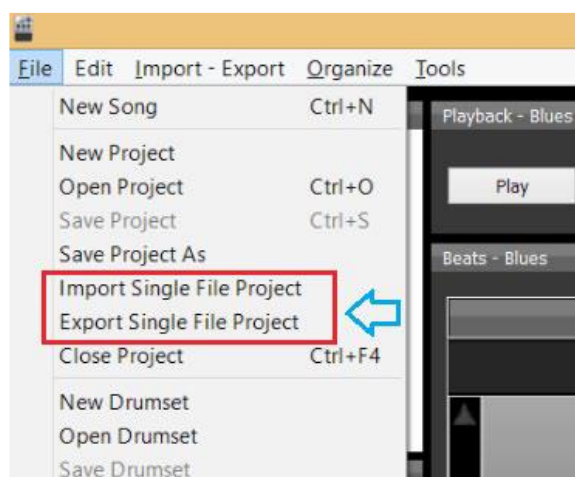 File Edit Import - Export Organize Tools
New Song Ctrl+N
Playback - Blues
New Project
Open Project Ctrl+O
Play
Save Project Ctrl+S
Save Project As
Beats - Blues
Import Single File Project
Export Single File Project
Close Project Ctrl+F4
New Drumset
Open Drumset
Save Drumset